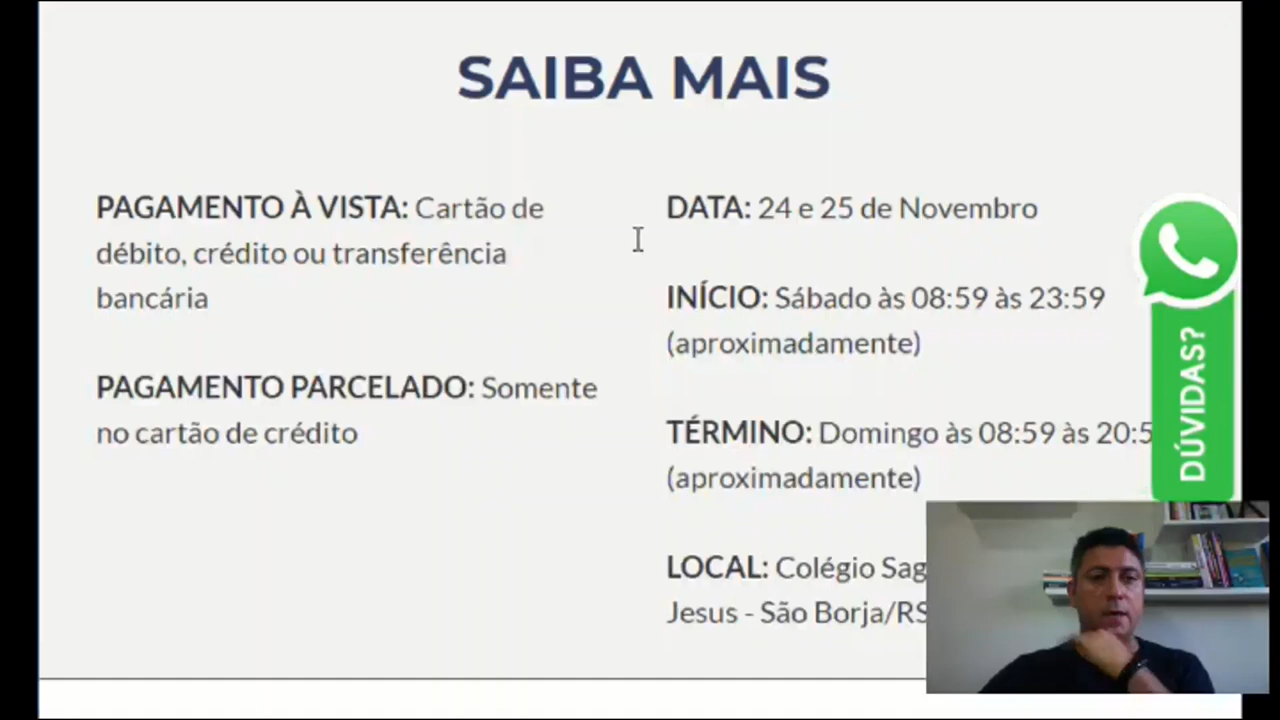 SAIBA MAIS
PAGAMENTO À VISTA: Cartão de
débito, crédito ou transferência
bancária
PAGAMENTO PARCELADO: Somente
no cartão de crédito
DATA: 24 e 25 de Novembro
INÍCIO: Sábado às 08:59 às 23:59
(aproximadamente)
TÉRMINO: Domingo às 08:59 às
(aproximadamente)
LOCAL: Colégio
Jesus - São Borja/RS
DÚVIDAS?